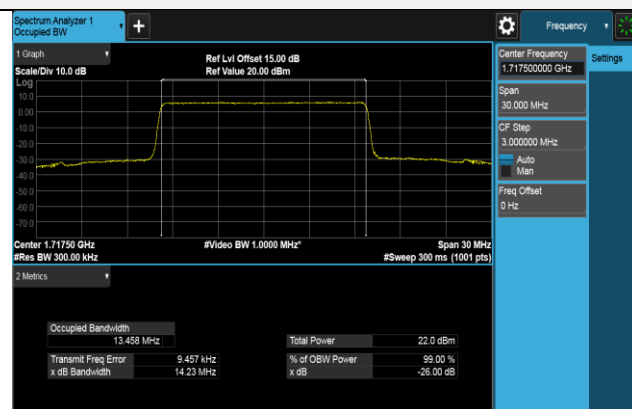 Spectrum Analyzer 1
Occupied BW
Frequency
1 Graph
Scale/Div 10.0 dB
Ref Lvl Offset 15.00 dB
Ref Value 20.00 dBm
Log
10.0
0.00
-10.0
-20.0
-30.0
-40.0
-50.0
-60.0
-70.0
Center 1.71750 GHz
#Video BW 1.0000 MHz*
Span 30 MHz
#Res BW 300.00 kHz
#Sweep 300 ms (1001 pts)
2 Metrics
Occupied Bandwidth
13.458 MHz
Total Power 22.0 dBm
Transmit Freq Error 9.457 kHz
% of OBW Power 99.00 %
x dB Bandwidth 14.23 MHz
x dB -26.00 dB
Center Frequency
1.717500000 GHz
Settings
Span
30.000 MHz
CF Step
3.000000 MHz
Auto
Man
Freq Offset
0 Hz